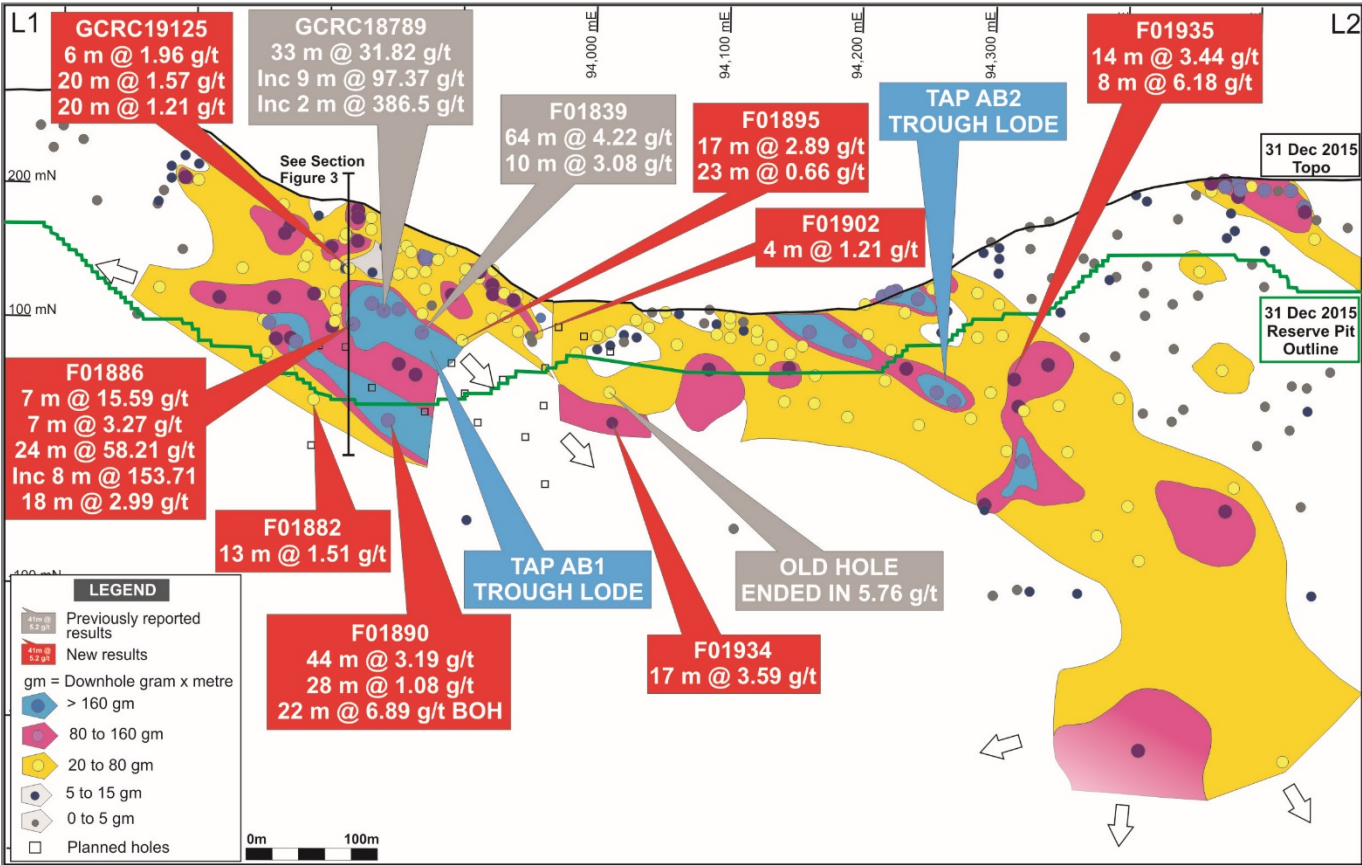 L1
L2
94,000 mE
94,100 mE
94,200 mE
94,300 mE
GCRC19125
6 m @ 1.96 g/t
20 m @ 1.57 g/t
20 m @ 1.21 g/t
GCRC18789
33 m @ 31.82 g/t
Inc 9 m @ 97.37 g/t
Inc 2 m @ 386.5 g/t
F01839
64 m @ 4.22 g/t
10 m @ 3.08 g/t
F01895
17 m @ 2.89 g/t
23 m @ 0.66 g/t
F01902
4 m @ 1.21 g/t
TAP AB2
TROUGH LODE
F01935
14 m @ 3.44 g/t
8 m @ 6.18 g/t
See Section
Figure 3
31 Dec 2015
Topo
200 mN
100 mN
31 Dec 2015
Reserve Pit
Outline
F01886
7 m @ 15.59 g/t
7 m @ 3.27 g/t
24 m @ 58.21 g/t
Inc 8 m @ 153.71
18 m @ 2.99 g/t
F01882
13 m @ 1.51 g/t
TAP AB1
TROUGH LODE
OLD HOLE
ENDED IN 5.76 g/t
F01890
44 m @ 3.19 g/t
28 m @ 1.08 g/t
22 m @ 6.89 g/t BOH
F01934
17 m @ 3.59 g/t
LEGEND
41m @
5.2 g/t
Previously reported
results
41m @
5.2 g/t
New results
gm = Downhole gram x metre
> 160 gm
80 to 160 gm
20 to 80 gm
5 to 15 gm
0 to 5 gm
Planned holes
0m
100m